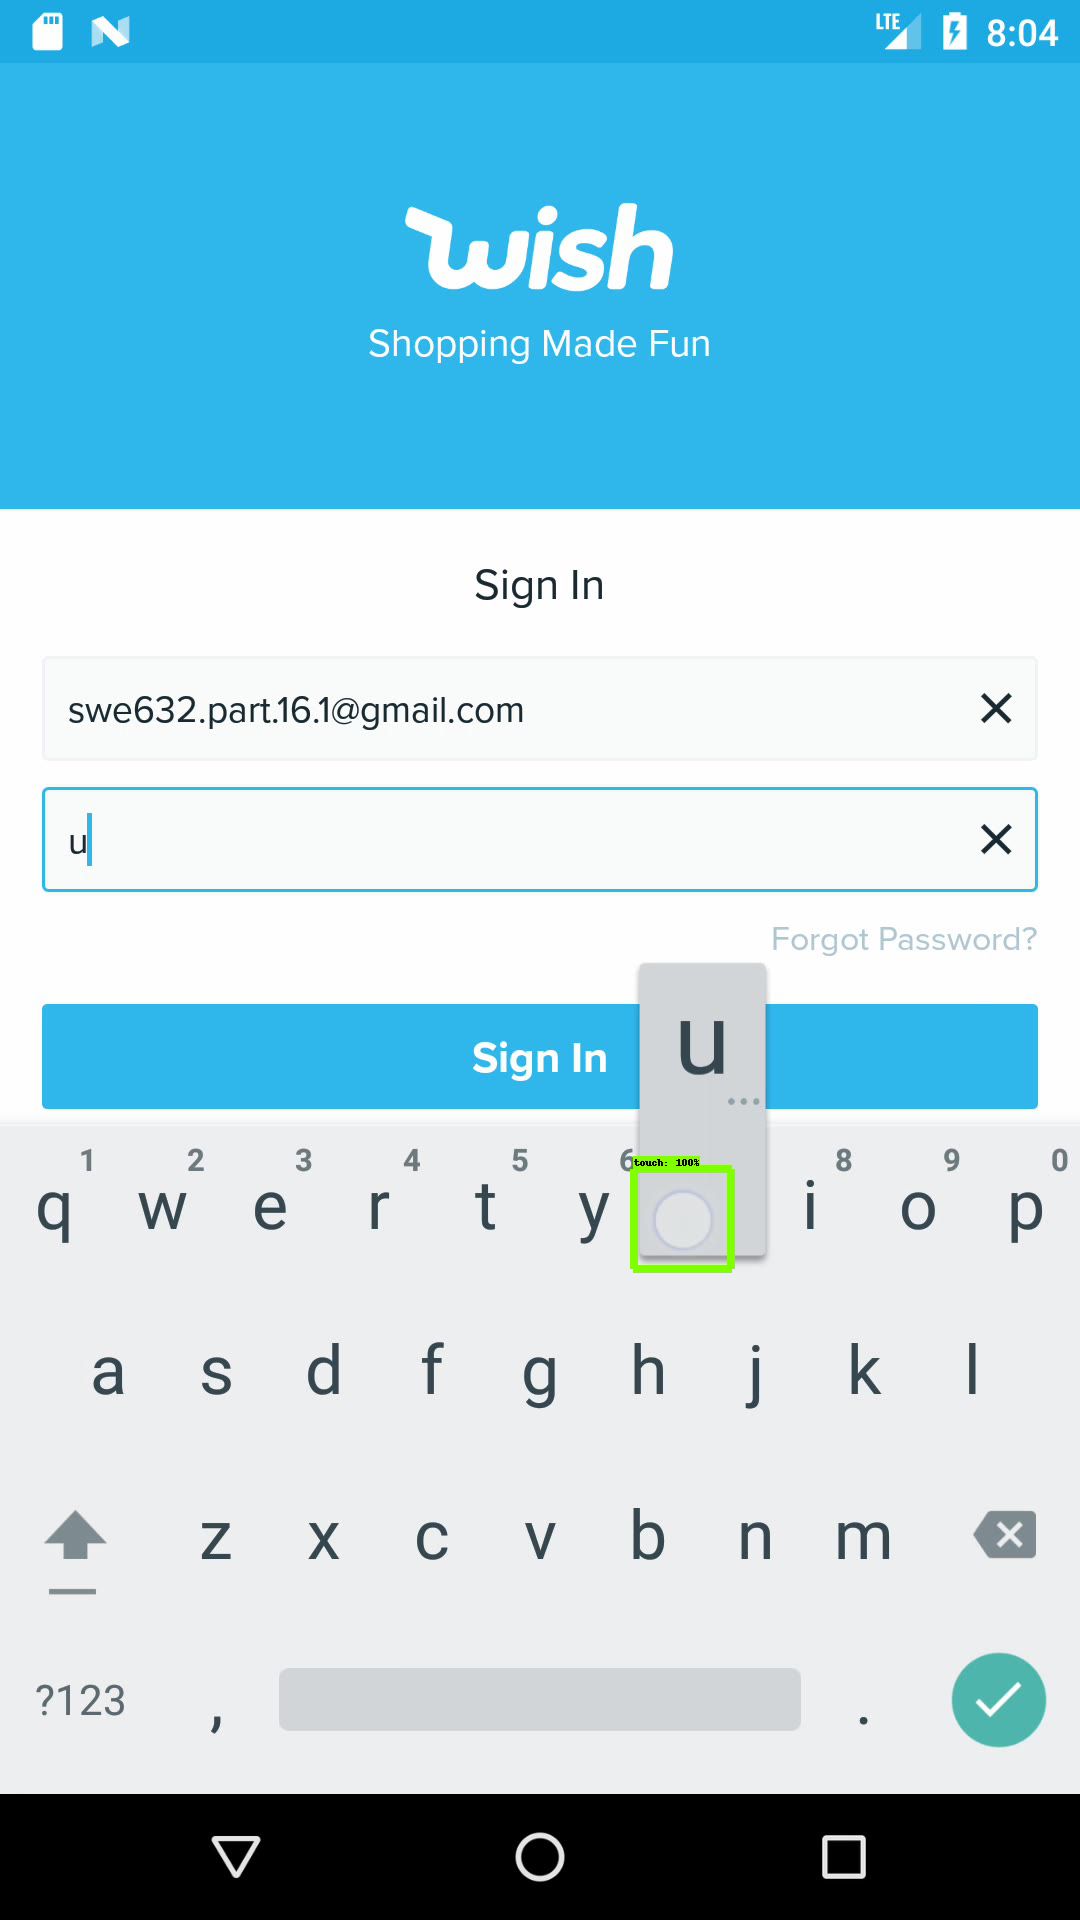 LTE 8:04
wish
Shopping Made Fun
Sign In
swe632.part.16.1@gmail.com
u
Forgot Password?
Sign In
u
...
1 2 3 4 5 6 8 9 0
touch: 100%
q w e r t y i o p
a s d f g h j k l
z x c v b n m
?123 , .